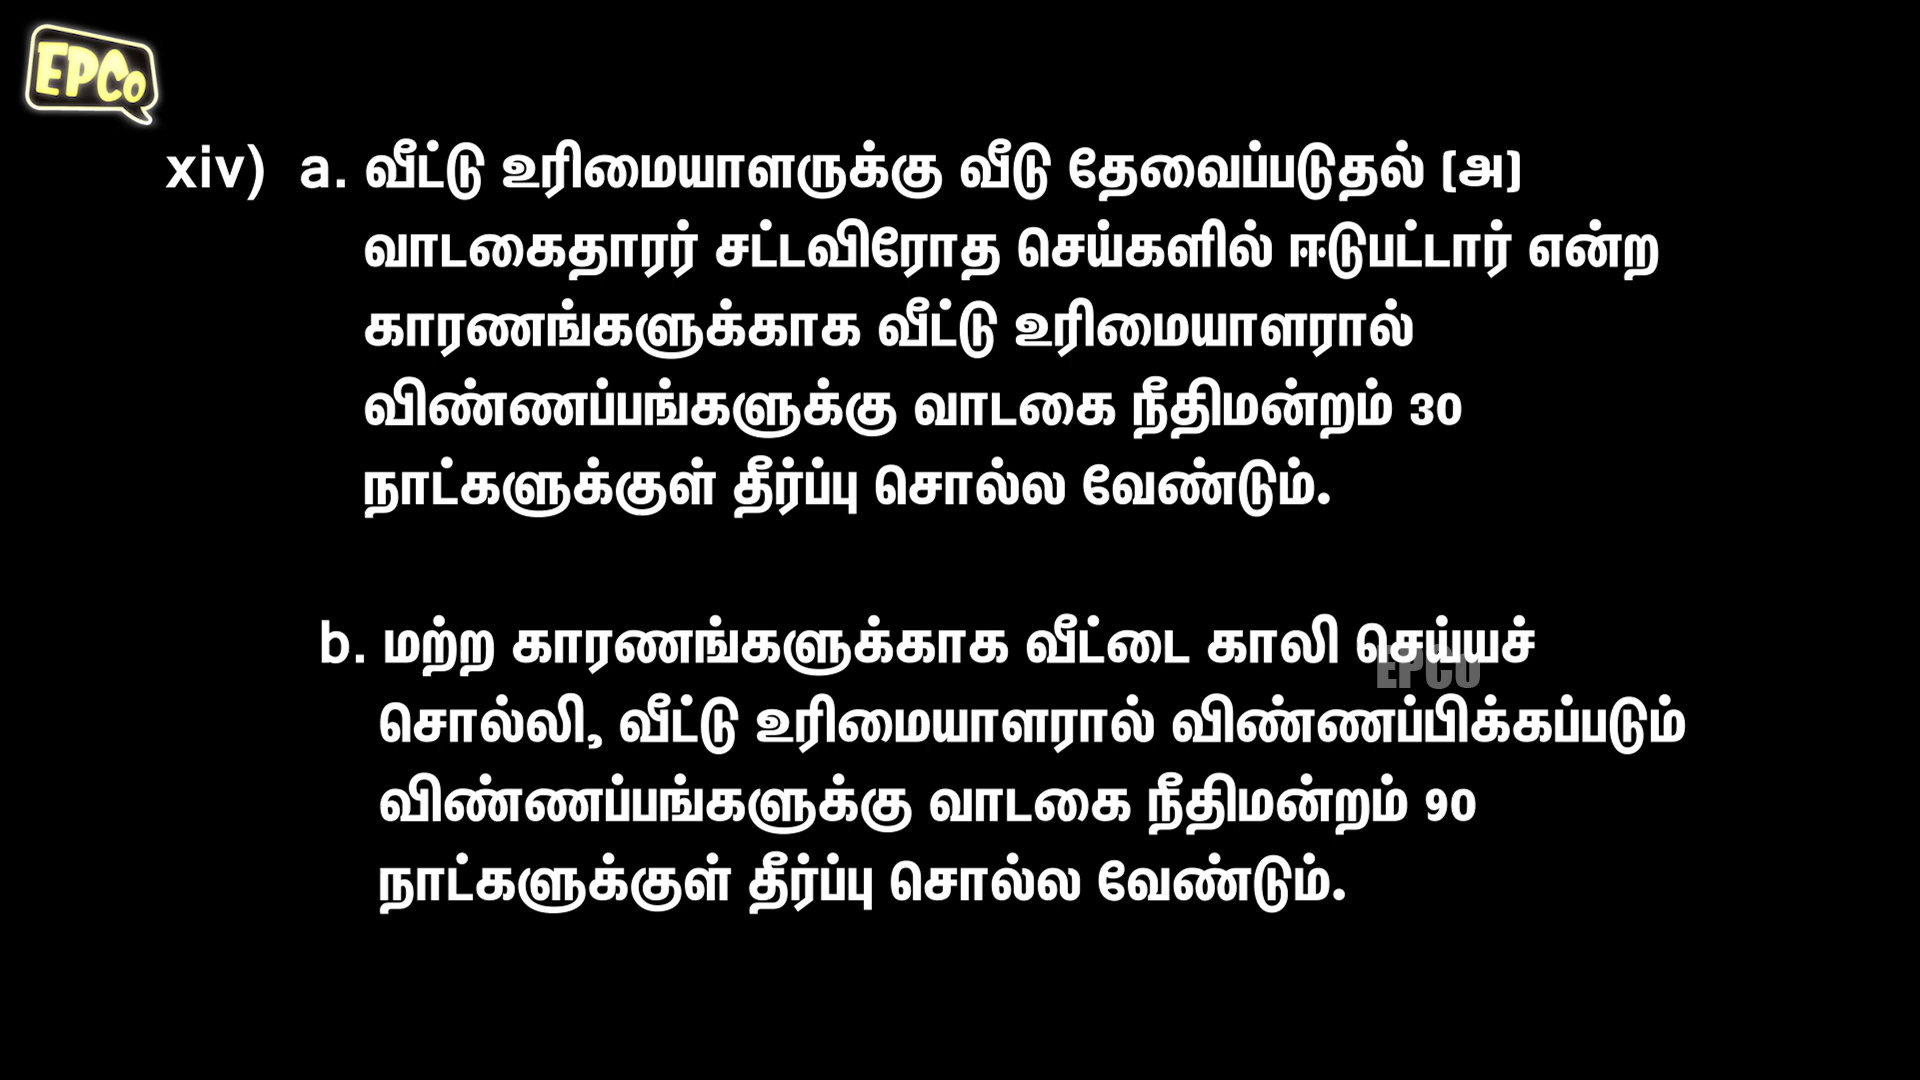 EPCo
xiv) a. வீட்டு உரிமையாளருக்கு வீடு தேவைப்படுதல் (அ)
வாடகைதாரர் சட்டவிரோத செய்களில் ஈடுபட்டார் என்ற
காரணங்களுக்காக வீட்டு உரிமையாளரால்
விண்ணப்பங்களுக்கு வாடகை நீதிமன்றம் 30
நாட்களுக்குள் தீர்ப்பு சொல்ல வேண்டும்.
b. மற்ற காரணங்களுக்காக வீட்டை காலி செய்யச்
EPCO
சொல்லி, வீட்டு உரிமையாளரால் விண்ணப்பிக்கப்படும்
விண்ணப்பங்களுக்கு வாடகை நீதிமன்றம் 90
நாட்களுக்குள் தீர்ப்பு சொல்ல வேண்டும்.